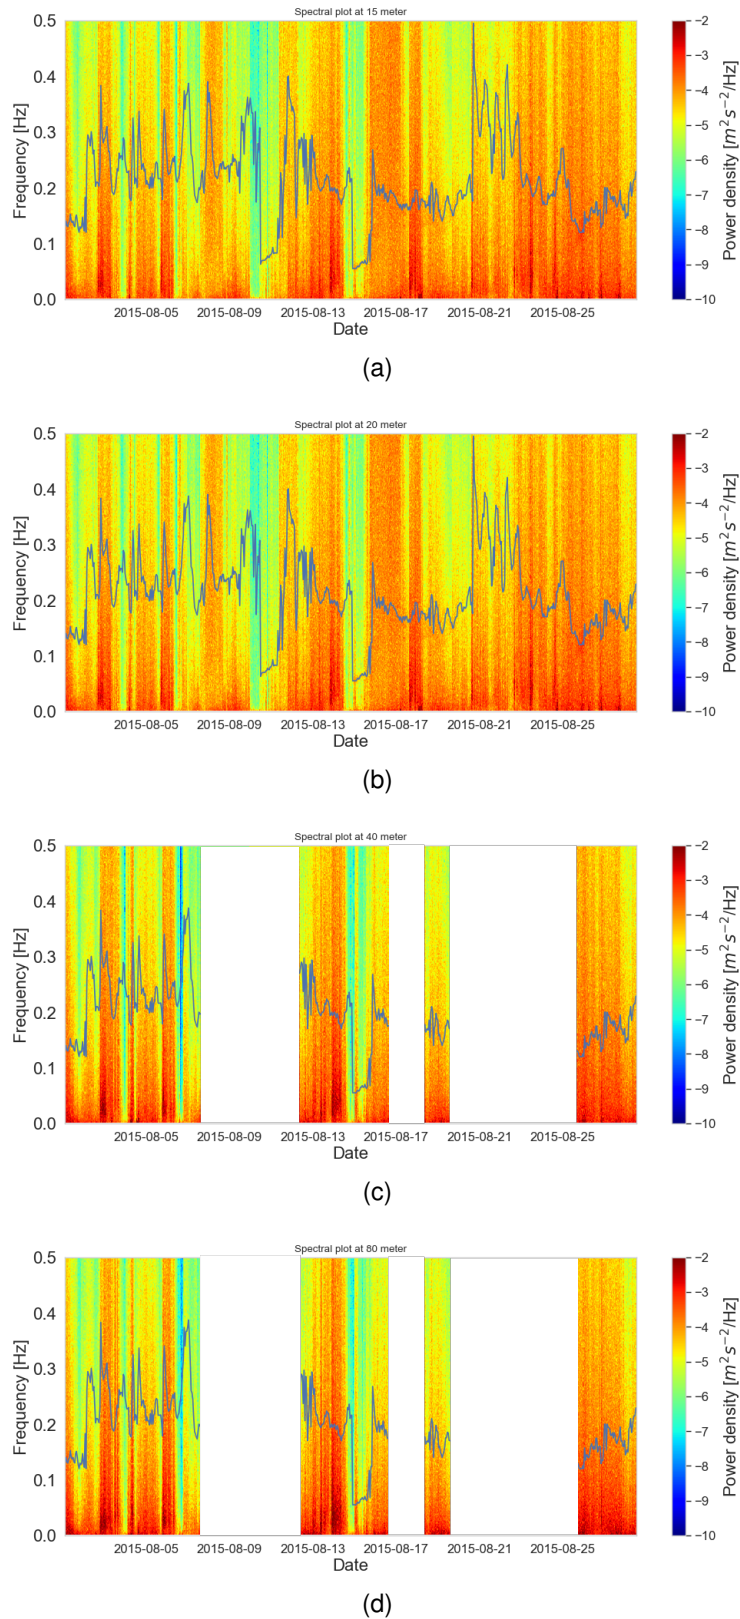 Spectral plot at 15 meter
0.5
0.4
0.3
0.2
0.1
0.0
Frequency [Hz]
2015-08-05 2015-08-09 2015-08-13 2015-08-17 2015-08-21 2015-08-25
Date
−2
−3
−4
−5
−6
−7
−8
−9
−10
Power density [m²s⁻²/Hz]
(a)
Spectral plot at 20 meter
0.5
0.4
0.3
0.2
0.1
0.0
Frequency [Hz]
2015-08-05 2015-08-09 2015-08-13 2015-08-17 2015-08-21 2015-08-25
Date
−2
−3
−4
−5
−6
−7
−8
−9
−10
Power density [m²s⁻²/Hz]
(b)
Spectral plot at 40 meter
0.5
0.4
0.3
0.2
0.1
0.0
Frequency [Hz]
2015-08-05 2015-08-09 2015-08-13 2015-08-17 2015-08-21 2015-08-25
Date
−2
−3
−4
−5
−6
−7
−8
−9
−10
Power density [m²s⁻²/Hz]
(c)
Spectral plot at 80 meter
0.5
0.4
0.3
0.2
0.1
0.0
Frequency [Hz]
2015-08-05 2015-08-09 2015-08-13 2015-08-17 2015-08-21 2015-08-25
Date
−2
−3
−4
−5
−6
−7
−8
−9
−10
Power density [m²s⁻²/Hz]
(d)